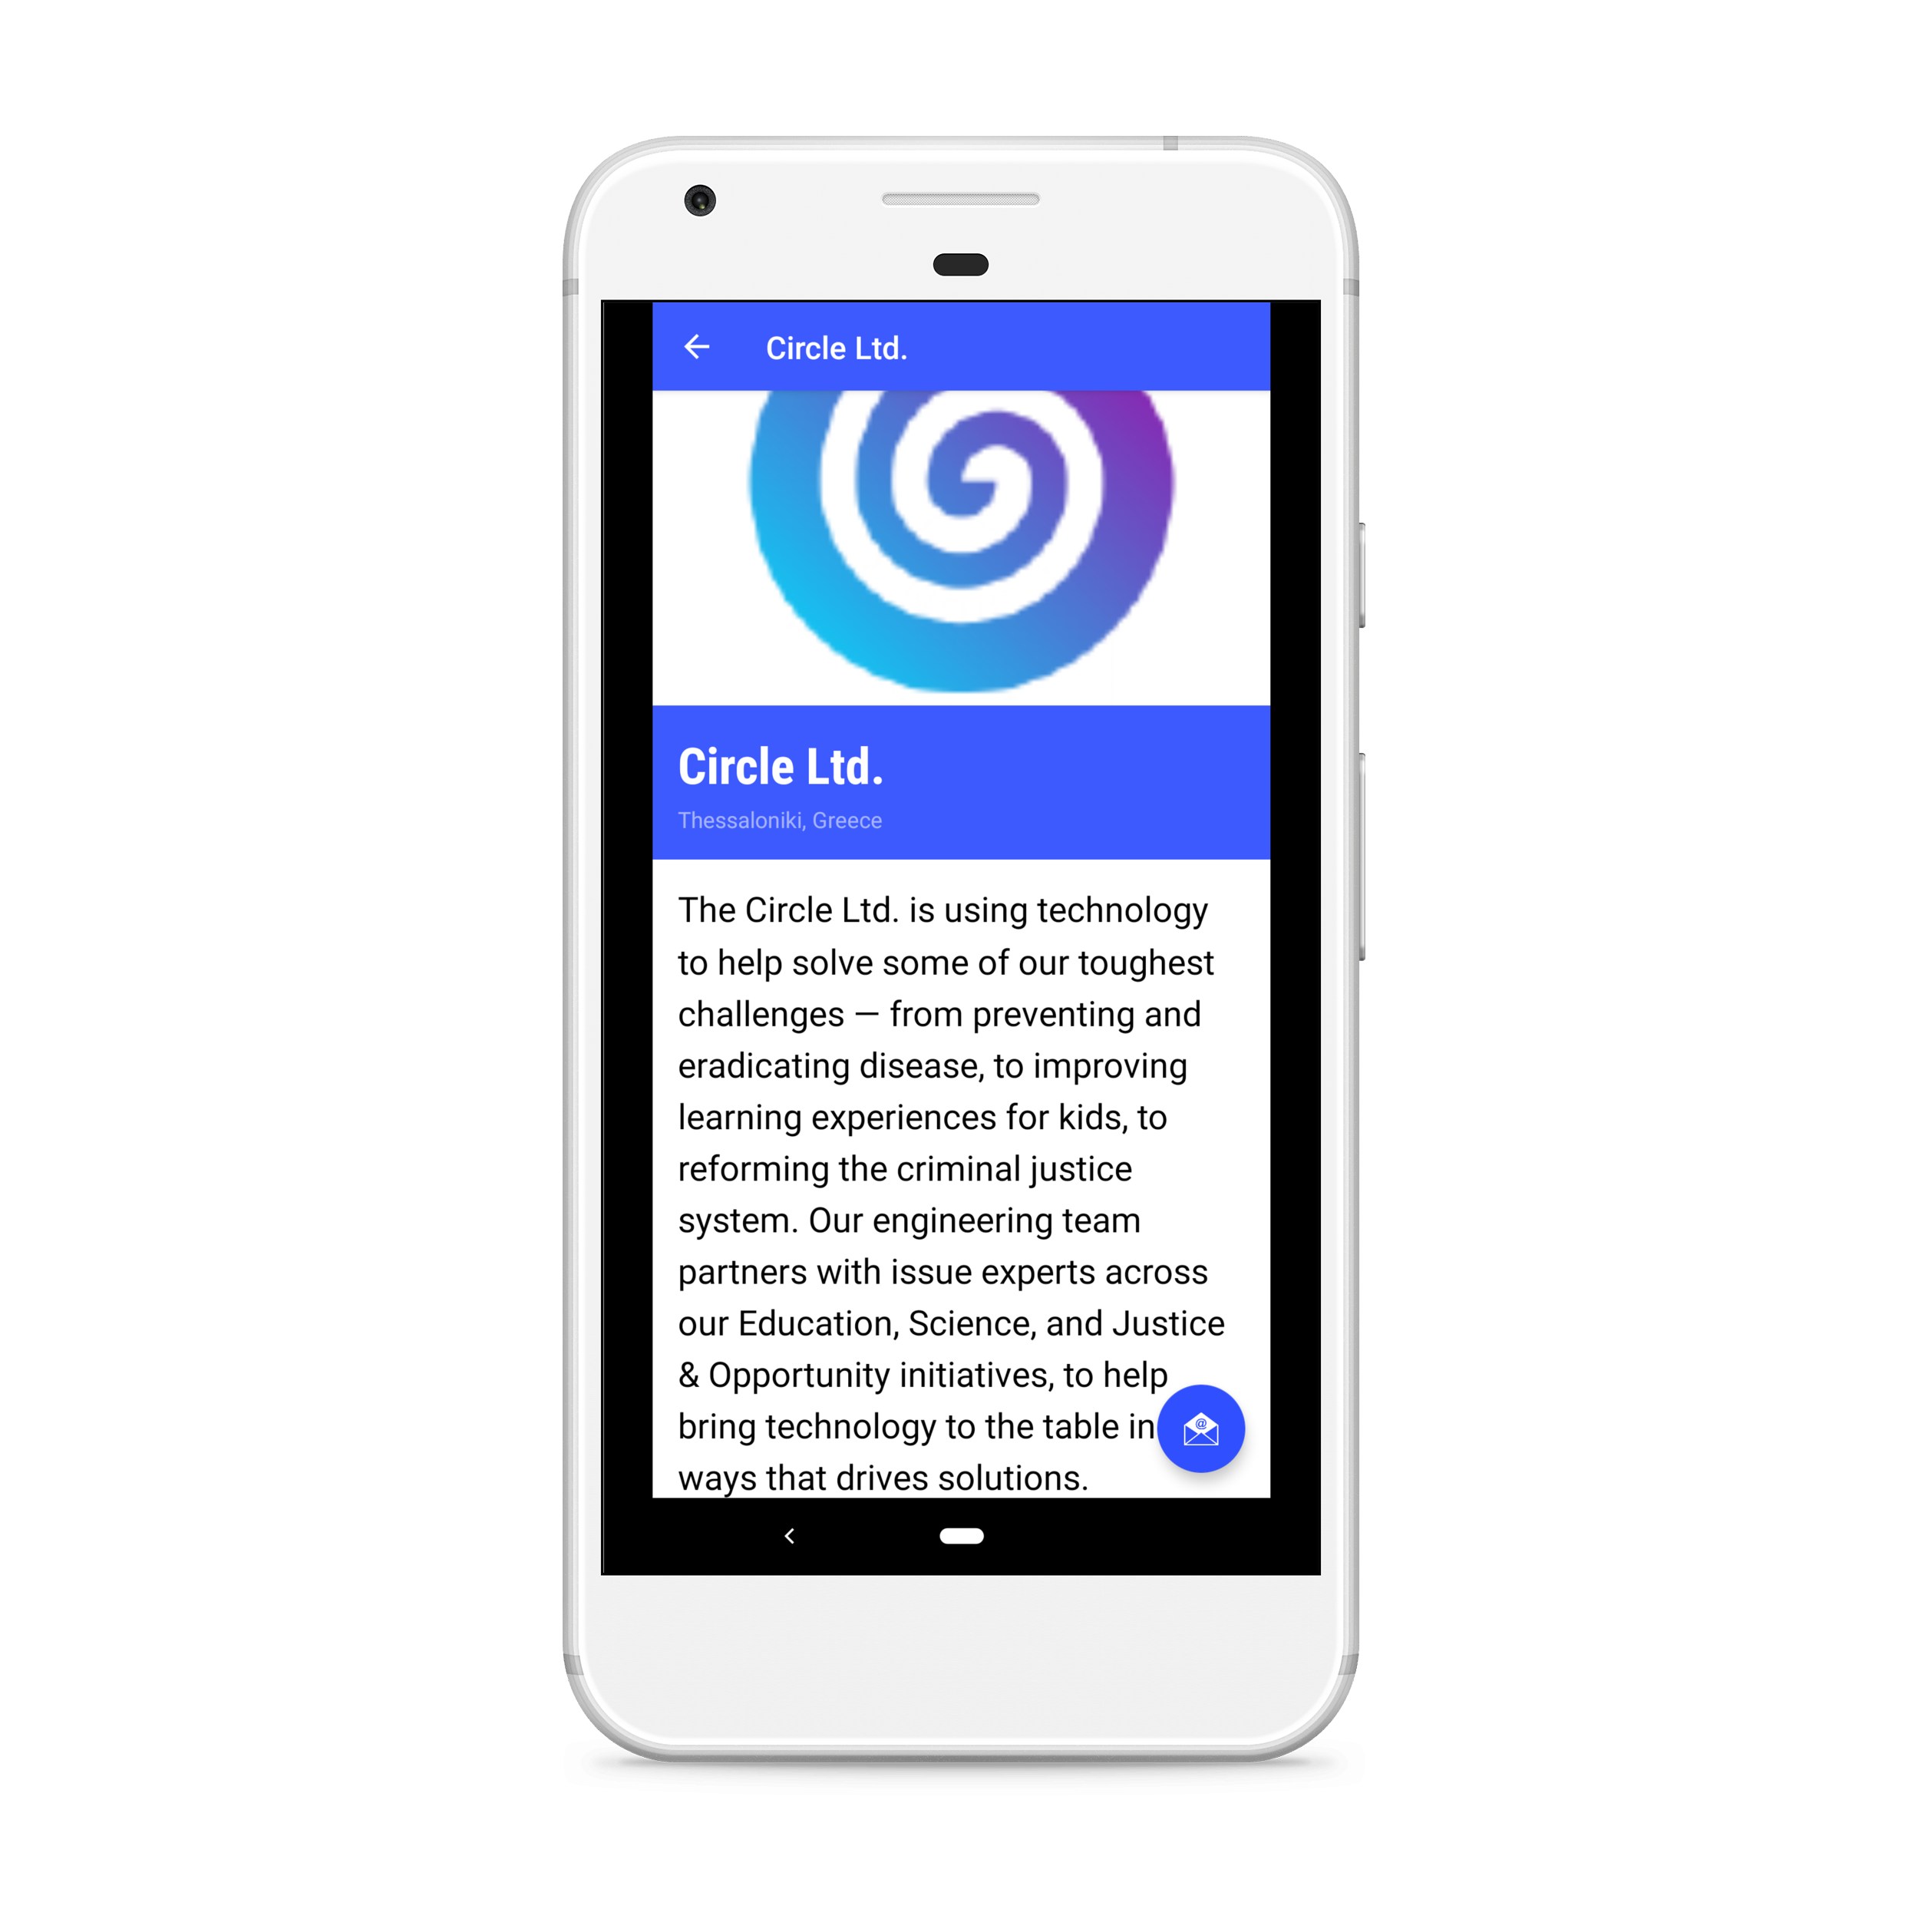 Circle Ltd.
Circle Ltd.
Thessaloniki, Greece
The Circle Ltd. is using technology
to help solve some of our toughest
challenges — from preventing and
eradicating disease, to improving
learning experiences for kids, to
reforming the criminal justice
system. Our engineering team
partners with issue experts across
our Education, Science, and Justice
& Opportunity initiatives, to help
bring technology to the table in
ways that drives solutions.
@